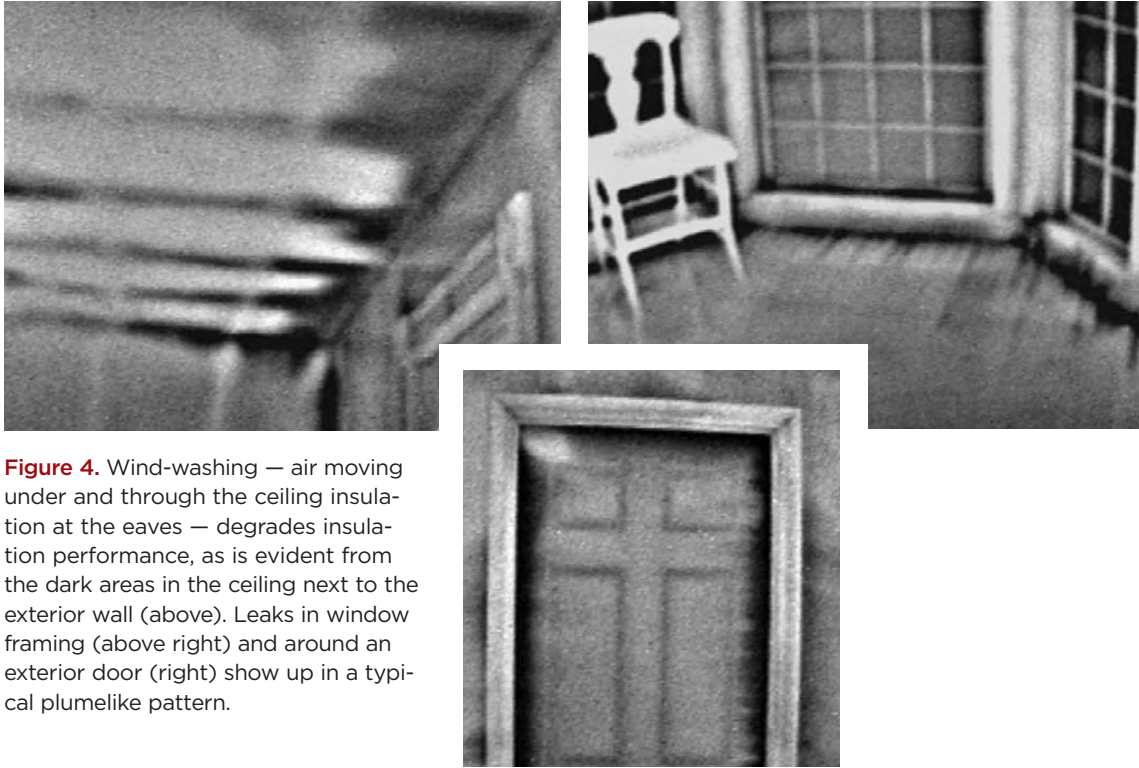 Figure 4. Wind-washing — air moving
under and through the ceiling insula-
tion at the eaves — degrades insula-
tion performance, as is evident from
the dark areas in the ceiling next to the
exterior wall (above). Leaks in window
framing (above right) and around an
exterior door (right) show up in a typi-
cal plumelike pattern.